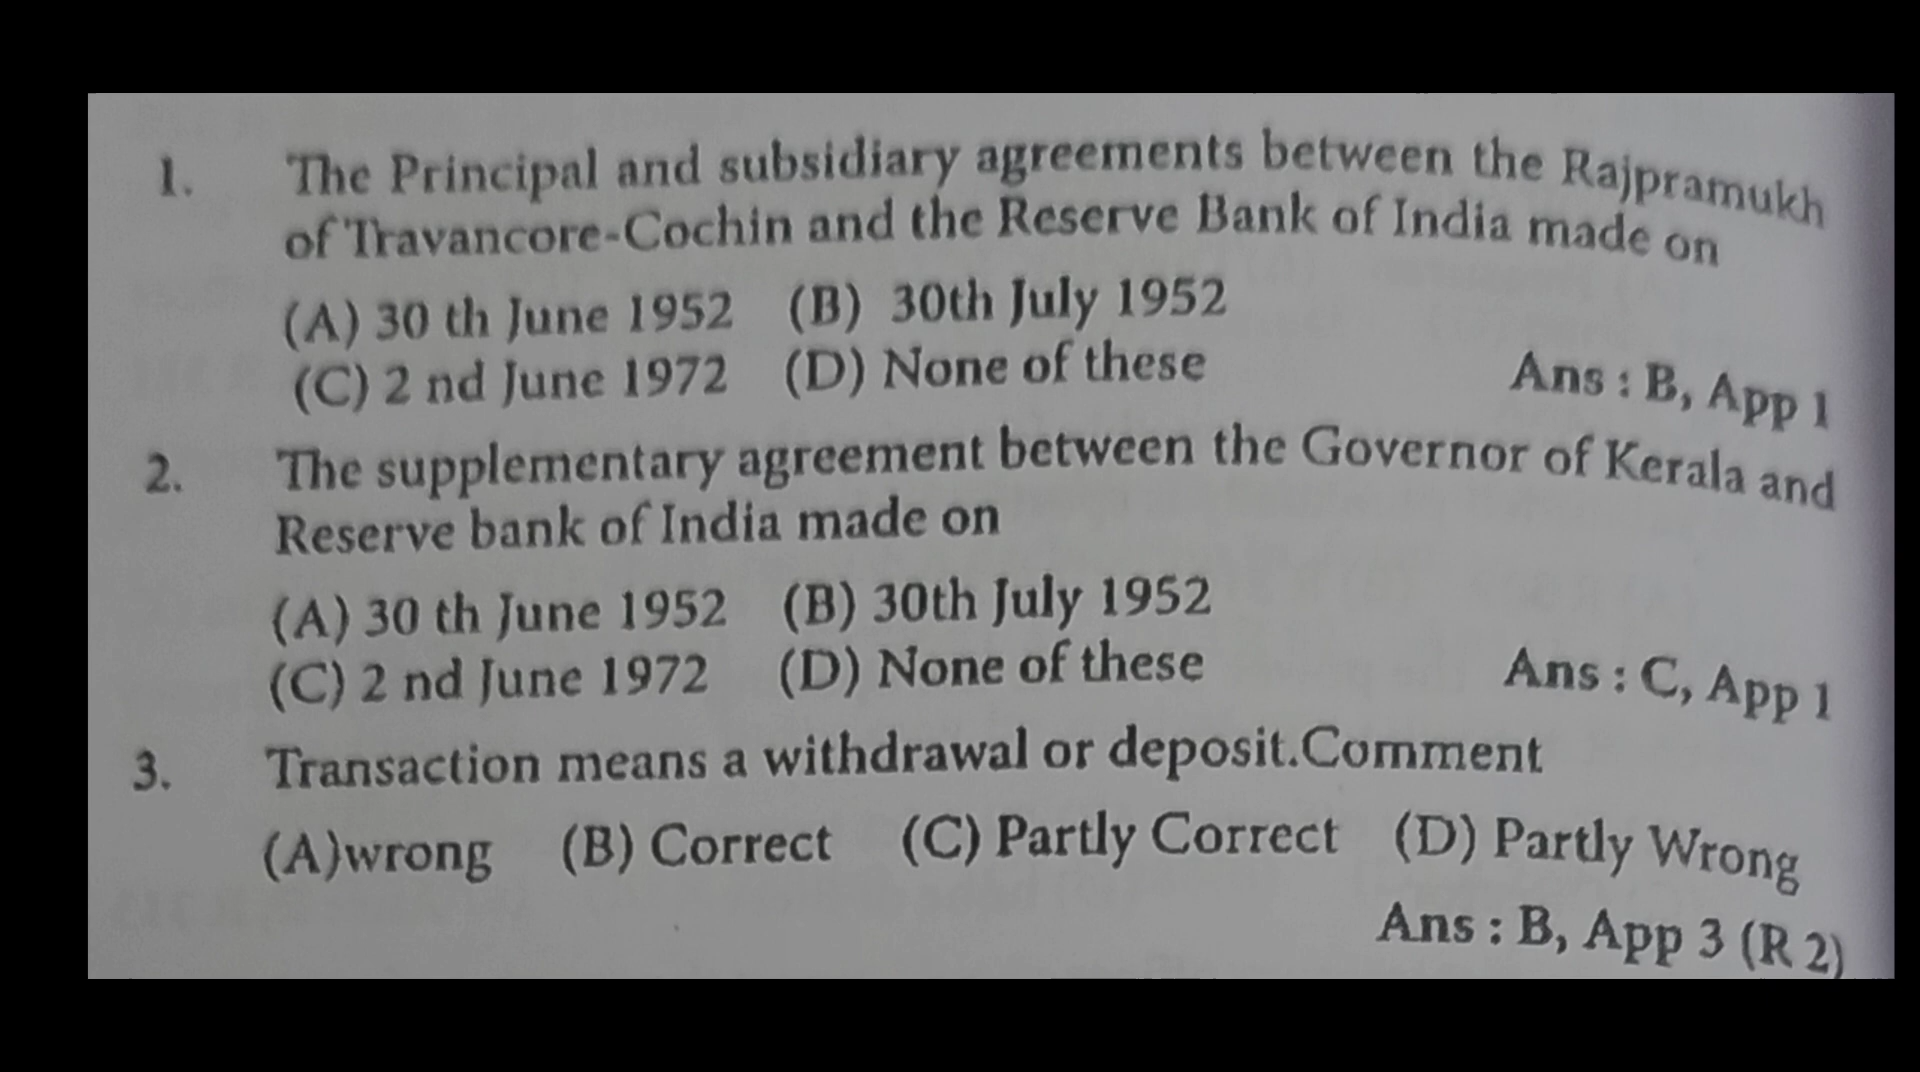 1. The Principal and subsidiary agreements between the Rajpramukh
of Travancore-Cochin and the Reserve Bank of India made on
(A) 30 th June 1952 (B) 30th July 1952
(C) 2 nd June 1972 (D) None of these
Ans : B, App 1
2. The supplementary agreement between the Governor of Kerala and
Reserve bank of India made on
(A) 30 th June 1952 (B) 30th July 1952
(C) 2 nd June 1972 (D) None of these
Ans : C, App 1
3. Transaction means a withdrawal or deposit.Comment
(A)wrong (B) Correct (C) Partly Correct (D) Partly Wrong
Ans : B, App 3 (R 2)